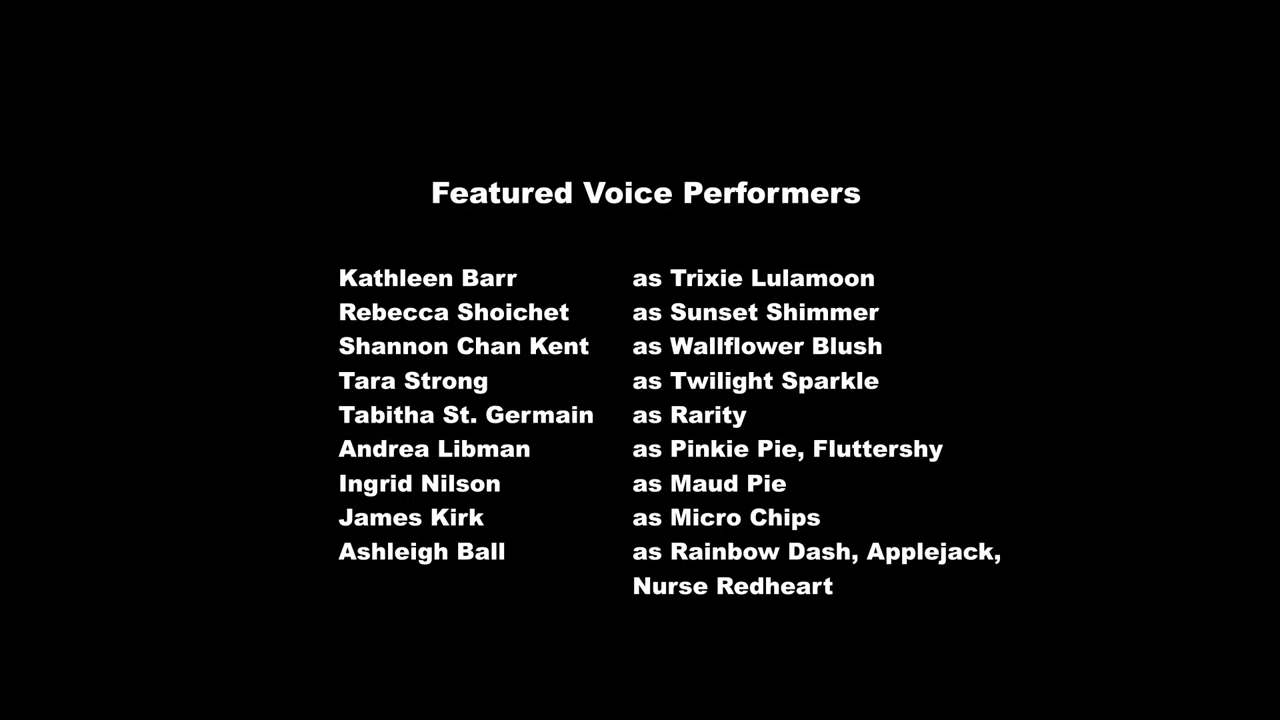 Featured Voice Performers
Kathleen Barr as Trixie Lulamoon
Rebecca Shoichet as Sunset Shimmer
Shannon Chan Kent as Wallflower Blush
Tara Strong as Twilight Sparkle
Tabitha St. Germain as Rarity
Andrea Libman as Pinkie Pie, Fluttershy
Ingrid Nilson as Maud Pie
James Kirk as Micro Chips
Ashleigh Ball as Rainbow Dash, Applejack,
Nurse Redheart